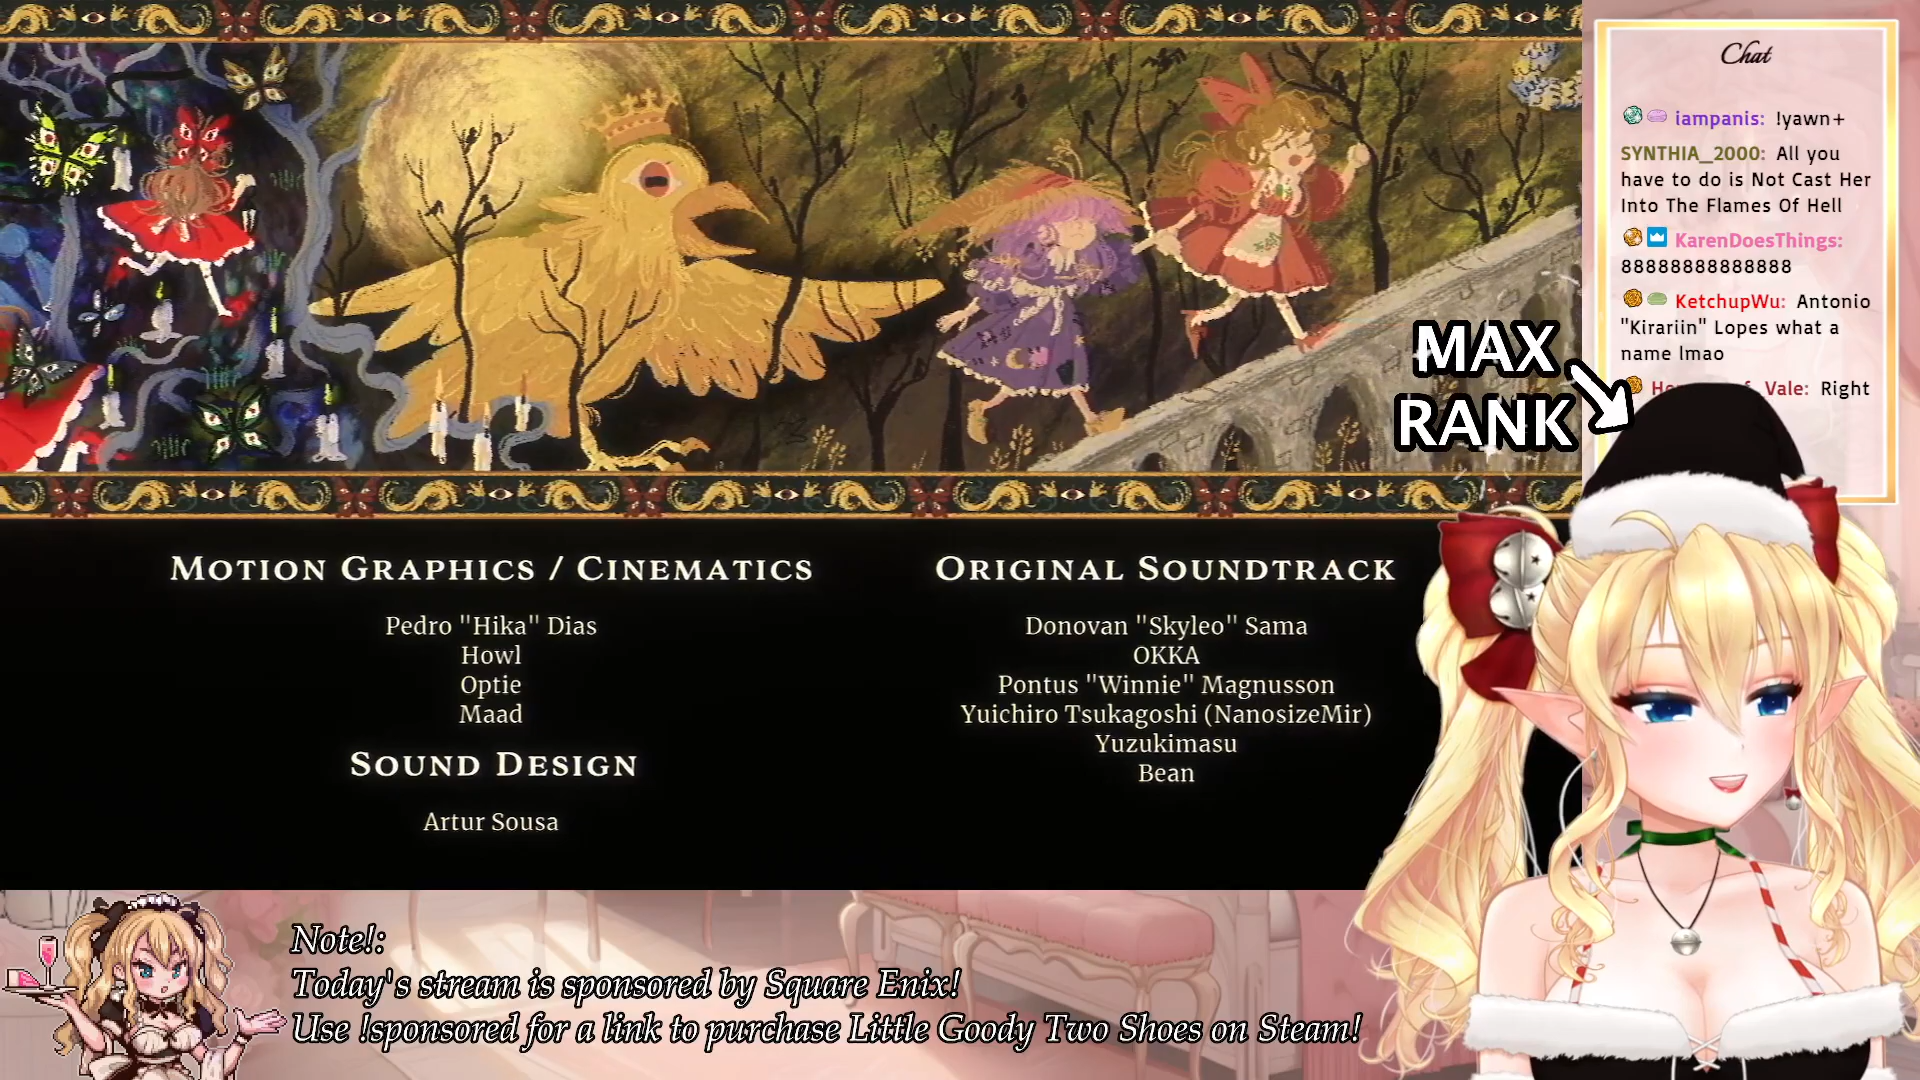 Chat
iampanis: !yawn+
SYNTHIA_2000: All you
have to do is Not Cast Her
Into The Flames Of Hell
KarenDoesThings:
88888888888888
KetchupWu: Antonio
"Kirariin" Lopes what a
name lmao
Vale: Right
MAX
RANK
MOTION GRAPHICS / CINEMATICS
Pedro "Hika" Dias
Howl
Optie
Maad
SOUND DESIGN
Artur Sousa
ORIGINAL SOUNDTRACK
Donovan "Skyleo" Sama
OKKA
Pontus "Winnie" Magnusson
Yuichiro Tsukagoshi (NanosizeMir)
Yuzukimasu
Bean
Note!:
Today's stream is sponsored by Square Enix!
Use !sponsored for a link to purchase Little Goody Two Shoes on Steam!